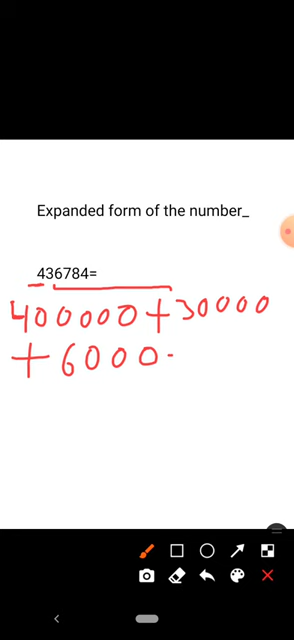 Expanded form of the number_
436784=
400000+30000
+6000-